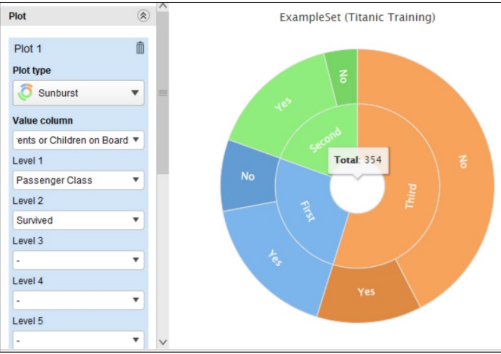 Plot
Plot 1
Plot type
Sunburst
Value column
ents or Children on Board
Level 1
Passenger Class
Level 2
Survived
Level 3
-
Level 4
-
Level 5
-
ExampleSet (Titanic Training)
No
Yes
Second
Total: 354
No
No
First
Third
Yes
Yes